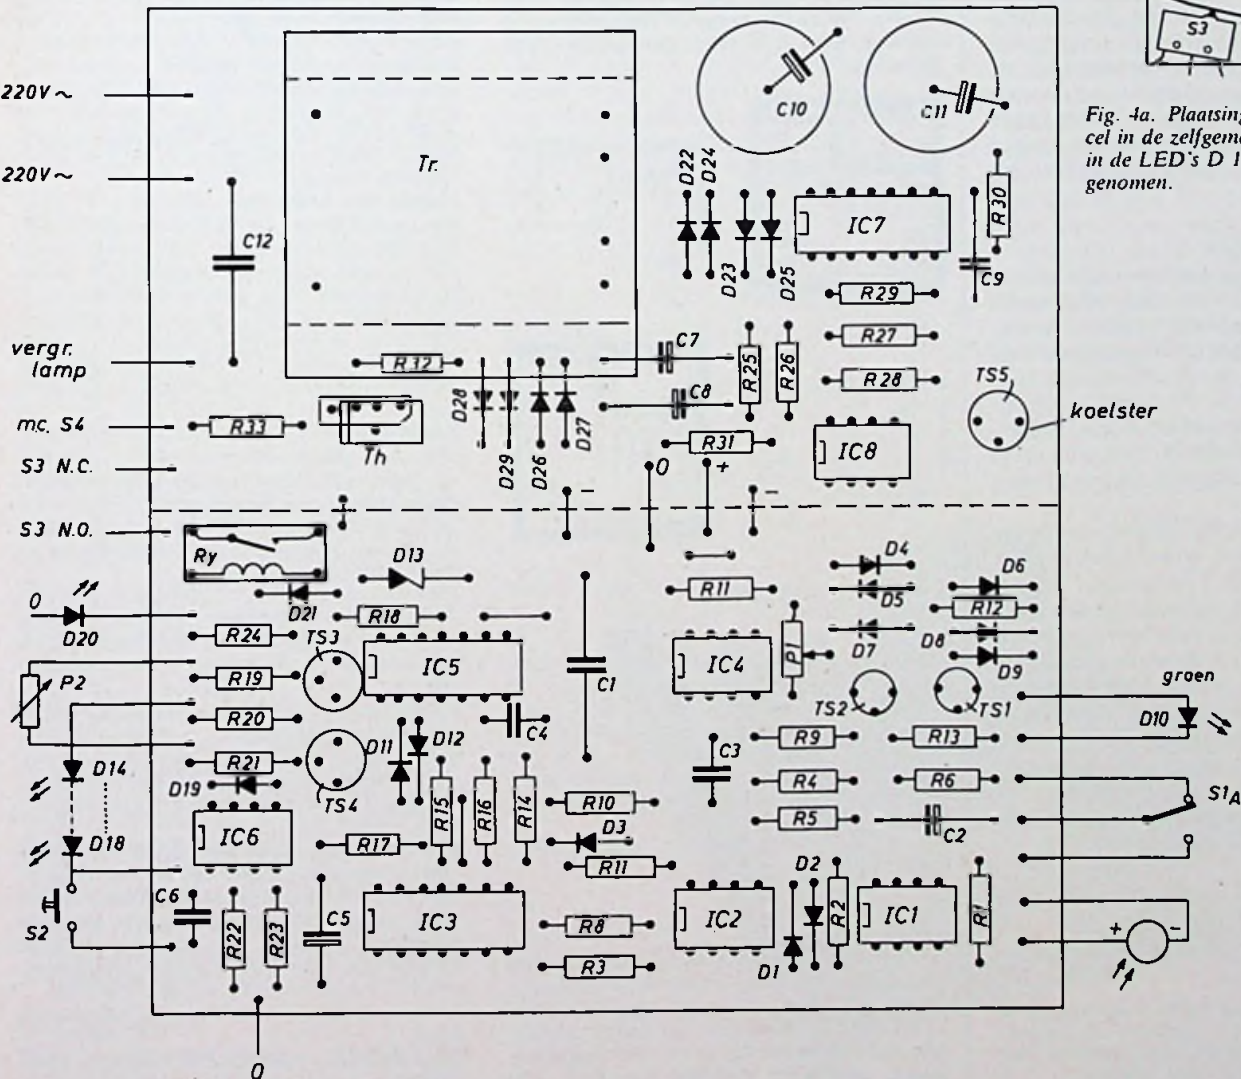 S3
220V ~
C10
C11
Fig. 4a. Plaatsing
cel in de zelfgeme
in de LED's D 1
genomen.
D22
D24
Tr.
220V ~
R30
IC7
C12
D23
D25
C9
R29
vergr.
lamp
C7
R27
R32
R25
R26
C8
R28
TS5
D28
D27
koelster
mc. S4
R33
Th
R31
IC8
S3 N.C.
D29
D26
0
+
-
-
S3 N.O.
Ry
D13
D4
D6
R11
D5
0
D21
R18
R12
D20
R24
TS3
P1
D7
D8
IC5
IC4
D9
P2
R19
C1
groen
R20
TS2
TS1
D10
C4
R9
R13
D14
R21
D11
D12
C3
D19
TS4
R4
R6
S1A
R15
R16
R14
R10
D18
IC6
R17
D3
R5
C2
R11
D2
C6
S2
R22
R23
C5
IC3
R8
IC2
R2
IC1
R1
+
-
R3
D1
0